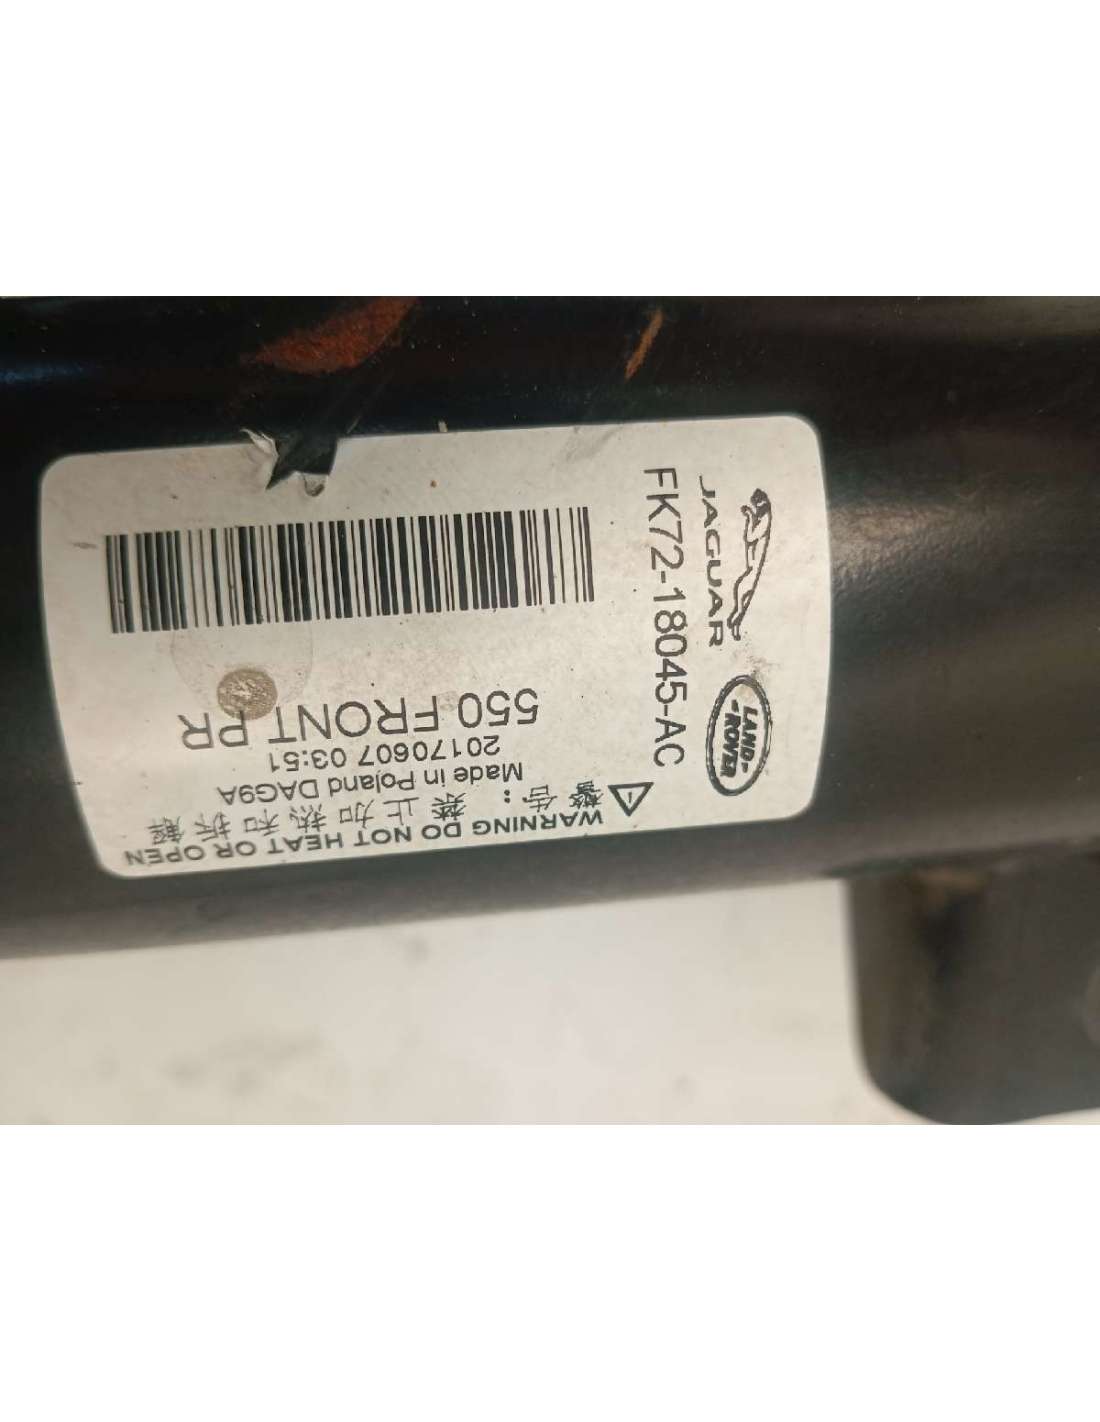 JAGUAR
LAND-
-ROVER
FK72-18045-AC
550 FRONT PR
20170607 03:51
Made in Poland DAG9A
警告：禁止加热和拆解
WARNING DO NOT HEAT OR OPEN